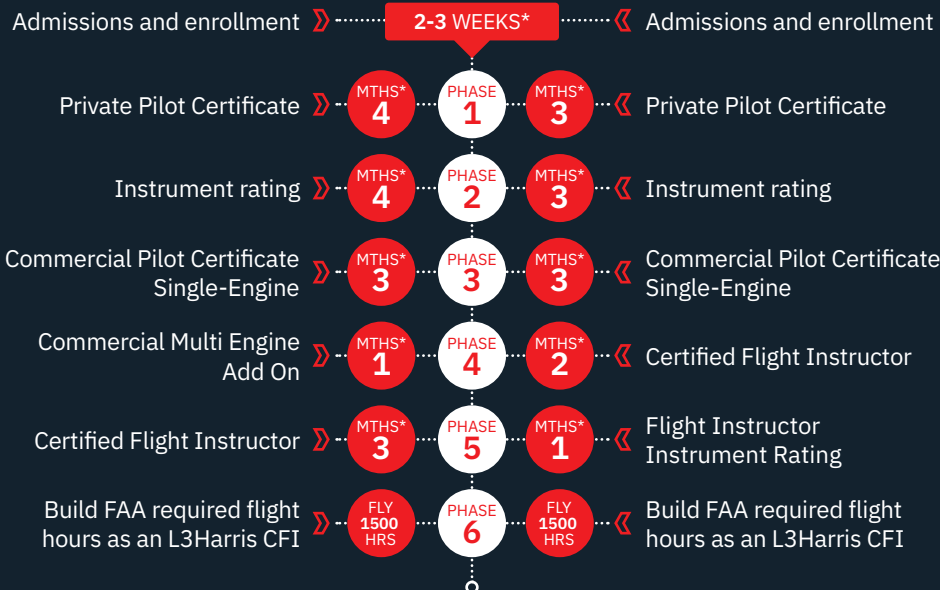 Admissions and enrollment 2-3 WEEKS* Admissions and enrollment
Private Pilot Certificate MTHS* 4 PHASE 1 MTHS* 3 Private Pilot Certificate
Instrument rating MTHS* 4 PHASE 2 MTHS* 3 Instrument rating
Commercial Pilot Certificate
Single-Engine
MTHS*
3
PHASE
3
MTHS*
3
Commercial Pilot Certificate
Single-Engine
Commercial Multi Engine
Add On
MTHS*
1
PHASE
4
MTHS*
2
Certified Flight Instructor
Certified Flight Instructor
MTHS*
3
PHASE
5
MTHS*
1
Flight Instructor
Instrument Rating
Build FAA required flight
hours as an L3Harris CFI
FLY
1500
HRS
PHASE
6
FLY
1500
HRS
Build FAA required flight
hours as an L3Harris CFI